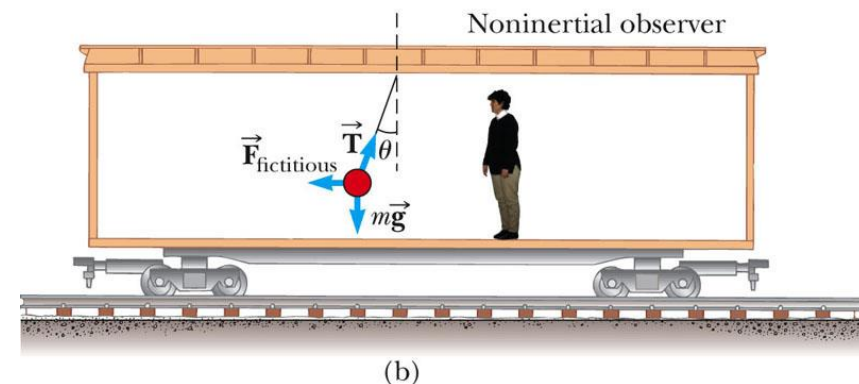 Noninertial observer
T
θ
F fictitious
mg
(b)